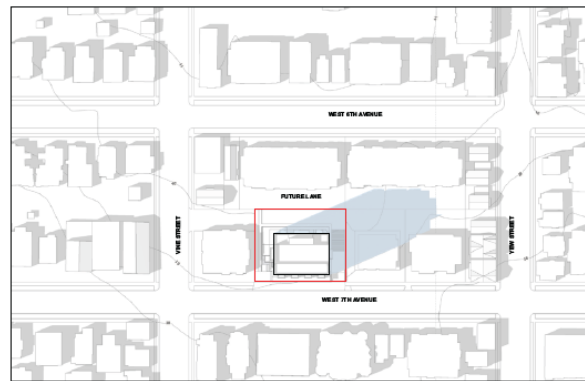 WEST 6TH AVENUE
FUTURE LANE
VINE STREET
YEW STREET
WEST 7TH AVENUE